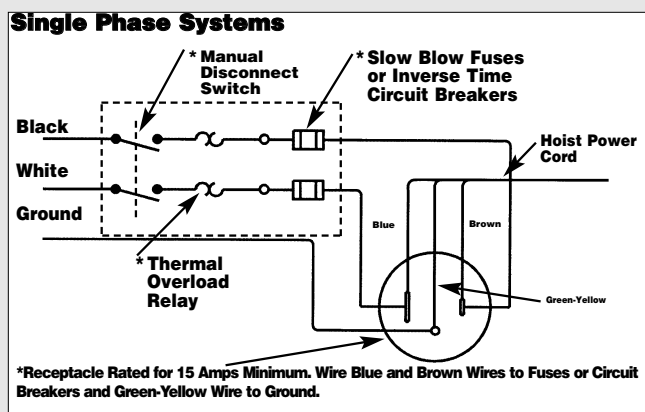 Single Phase Systems
* Manual
Disconnect
Switch
* Slow Blow Fuses
or Inverse Time
Circuit Breakers
Black
Hoist Power
Cord
White
Ground
Blue
Brown
* Thermal
Overload
Relay
Green-Yellow
*Receptacle Rated for 15 Amps Minimum. Wire Blue and Brown Wires to Fuses or Circuit
Breakers and Green-Yellow Wire to Ground.